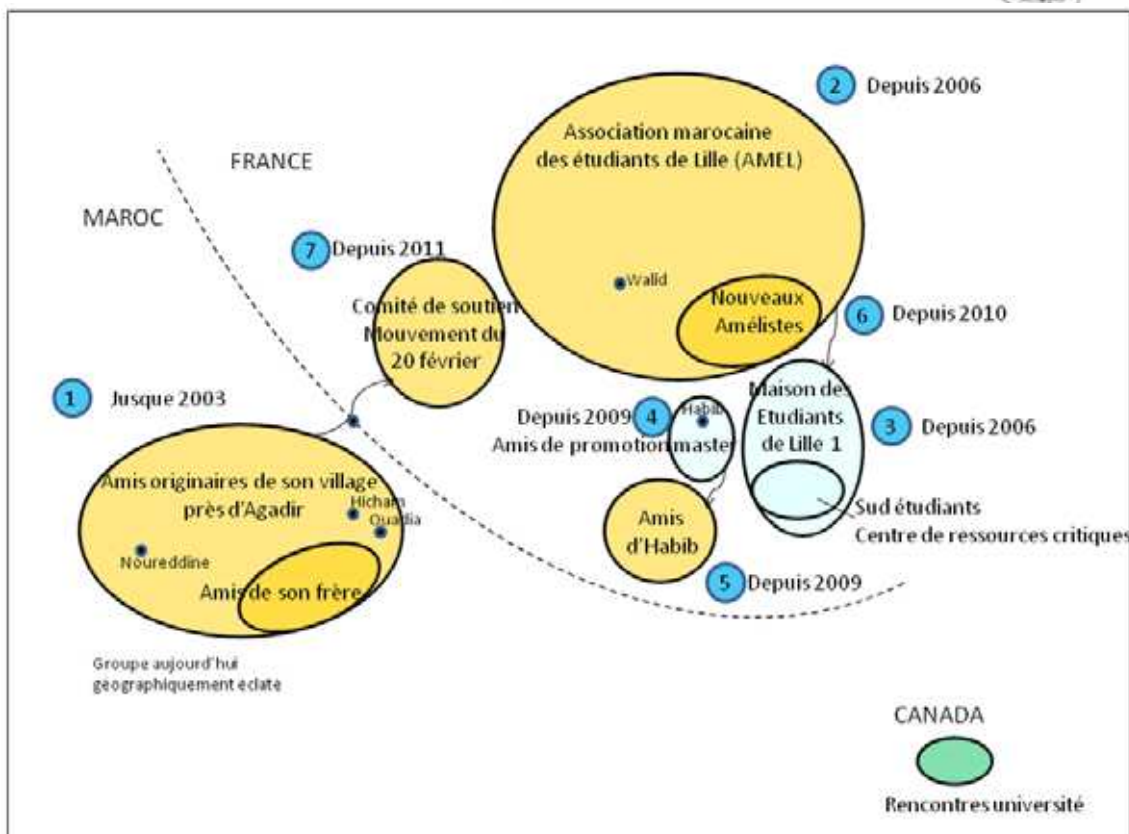 2 Depuis 2006
Association marocaine
des étudiants de Lille (AMEL)
FRANCE
MAROC
7 Depuis 2011
Walid
Nouveaux
Amélistes
6 Depuis 2010
Comité de soutien
Mouvement du
20 février
1 Jusque 2003
Maison des
Etudiants
de Lille 1
Depuis 2009 4 Habib
Amis de promotion master
3 Depuis 2006
Amis originaires de son village
près d'Agadir
Hicham
Ouadia
Noureddine
Amis de son frère
Amis
d'Habib
Sud étudiants
Centre de ressources critiques
5 Depuis 2009
Groupe aujourd'hui
géographiquement éclaté
CANADA
Rencontres université